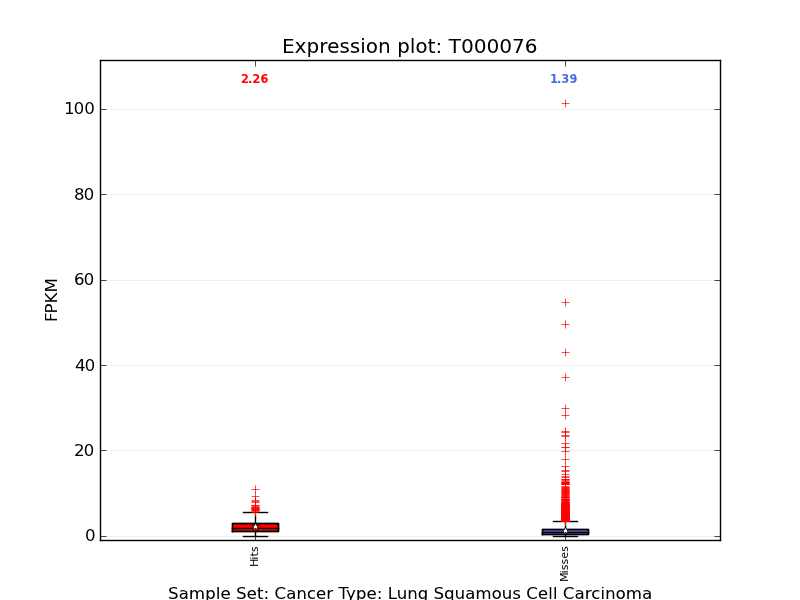 Expression plot: T000076
2.26
1.39
100
80
60
40
20
0
FPKM
Hits
Misses
Sample Set: Cancer Type: Lung Squamous Cell Carcinoma